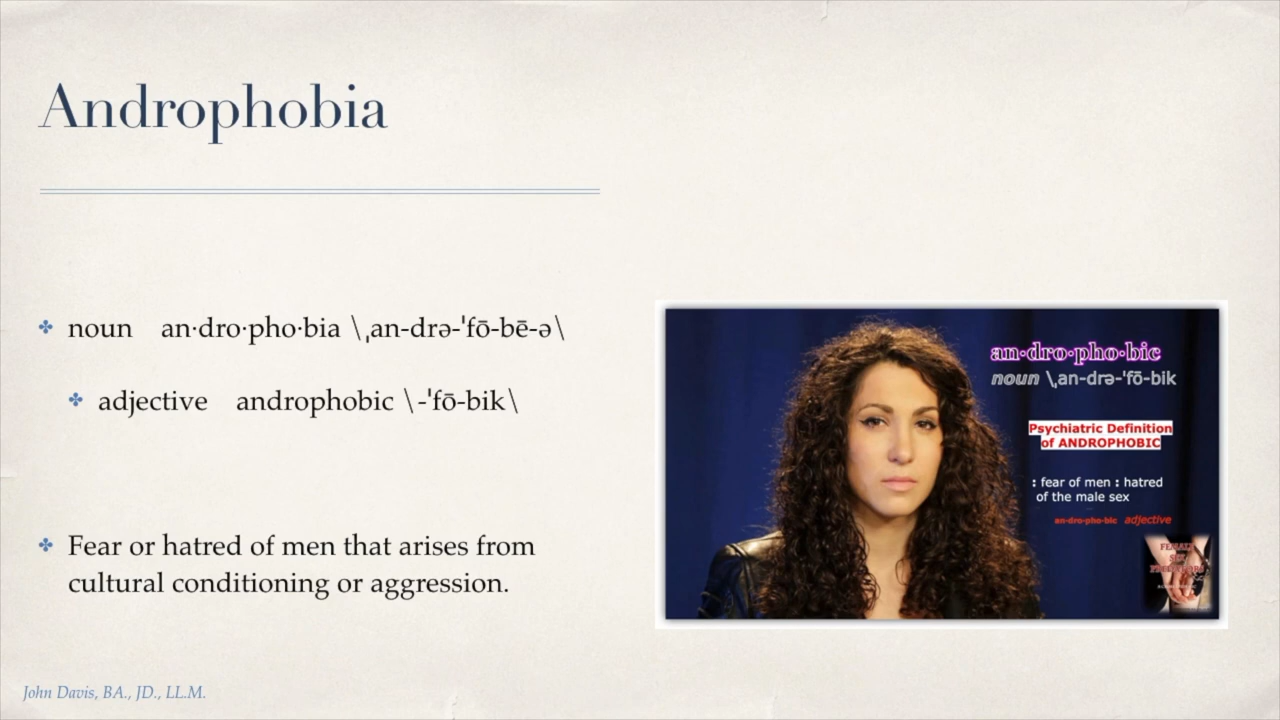 Androphobia
noun an·dro·pho·bia \ˌan-drə-ˈfō-bē-ə\
adjective androphobic \-ˈfō-bik\
Fear or hatred of men that arises from
cultural conditioning or aggression.
an·dro·pho·bic
noun \ˌan-drə-ˈfō-bik
Psychiatric Definition
of ANDROPHOBIC
: fear of men : hatred
of the male sex
an·dro·pho·bic adjective
FEMALE
SEX
John Davis, BA., JD., LL.M.